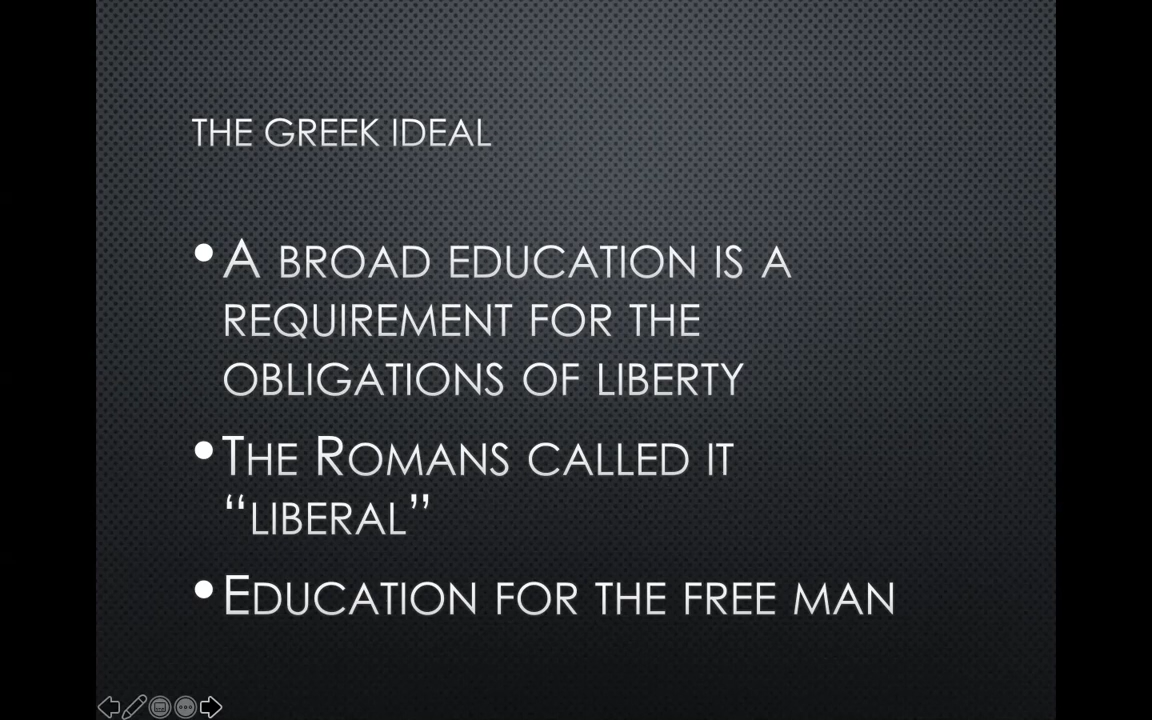 THE GREEK IDEAL
•A BROAD EDUCATION IS A
REQUIREMENT FOR THE
OBLIGATIONS OF LIBERTY
•THE ROMANS CALLED IT
“LIBERAL”
•EDUCATION FOR THE FREE MAN